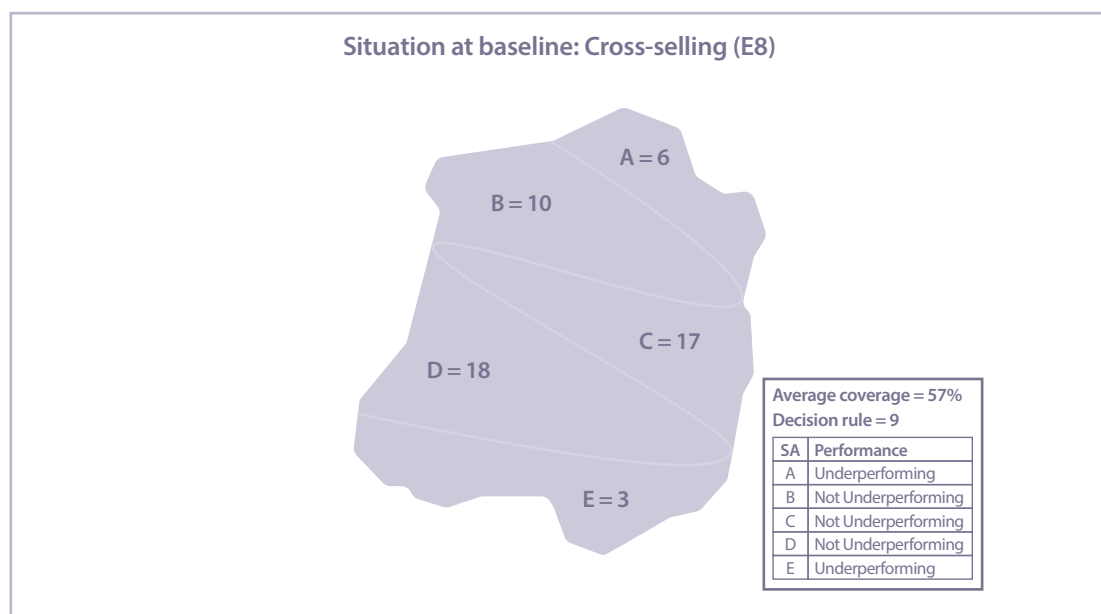 Situation at baseline: Cross-selling (E8)
A = 6
B = 10
C = 17
D = 18
E = 3
Average coverage = 57%
Decision rule = 9
SA Performance
A Underperforming
B Not Underperforming
C Not Underperforming
D Not Underperforming
E Underperforming